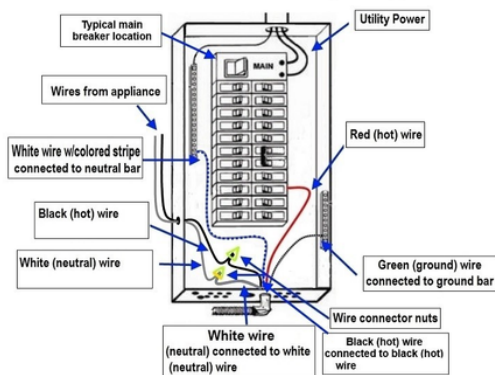 Typical main
breaker location
Utility Power
MAIN
Wires from appliance
Red (hot) wire
White wire w/colored stripe
connected to neutral bar
Black (hot) wire
White (neutral) wire
Green (ground) wire
connected to ground bar
Wire connector nuts
White wire
(neutral) connected to white
(neutral) wire
Black (hot) wire
connected to black (hot)
wire